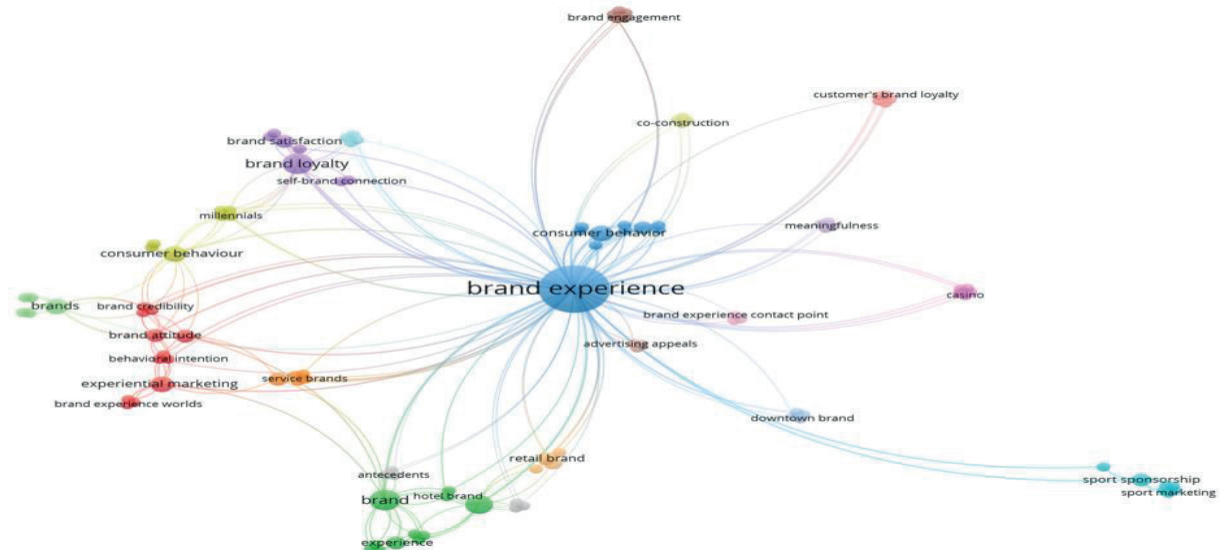 brand engagement
customer's brand loyalty
co-construction
brand satisfaction
brand loyalty
self-brand connection
millennials
meaningfulness
consumer behavior
consumer behaviour
brand experience
casino
brands
brand credibility
brand experience contact point
brand attitude
advertising appeals
behavioral intention
service brands
experiential marketing
brand experience worlds
downtown brand
retail brand
antecedents
sport sponsorship
sport marketing
brand
hotel brand
experience